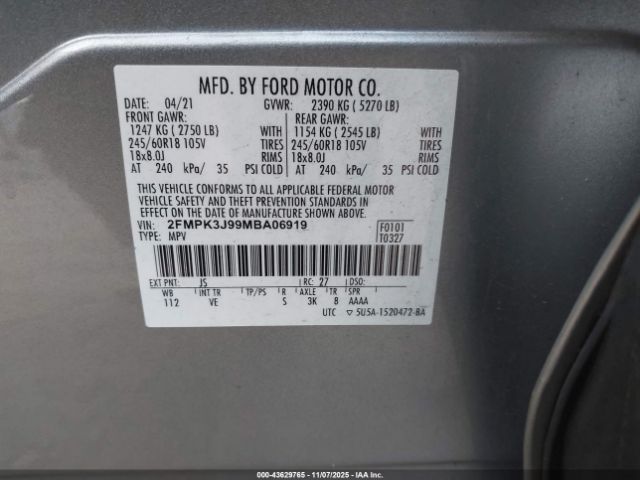 MFD. BY FORD MOTOR CO.
DATE: 04/21 GVWR: 2390 KG ( 5270 LB)
FRONT GAWR: REAR GAWR:
1247 KG ( 2750 LB) WITH 1154 KG ( 2545 LB) WITH
245/60R18 105V TIRES 245/60R18 105V TIRES
18x8.0J RIMS 18x8.0J RIMS
AT 240 kPa/ 35 PSI COLD AT 240 kPa/ 35 PSI COLD
THIS VEHICLE CONFORMS TO ALL APPLICABLE FEDERAL MOTOR
VEHICLE SAFETY AND THEFT PREVENTION STANDARDS IN
EFFECT ON THE DATE OF MANUFACTURE SHOWN ABOVE.
VIN: 2FMPK3J99MBA06919 F0101
TYPE: MPV T0327
EXT PNT: JS RC: 27 DSO:
WB INT TR TP/PS R AXLE TR SPR
112 VE S 3K 8 AAAA
UTC ▽ 5U5A-1520472-BA
000-43629765 - 11/07/2025 - IAA Inc.